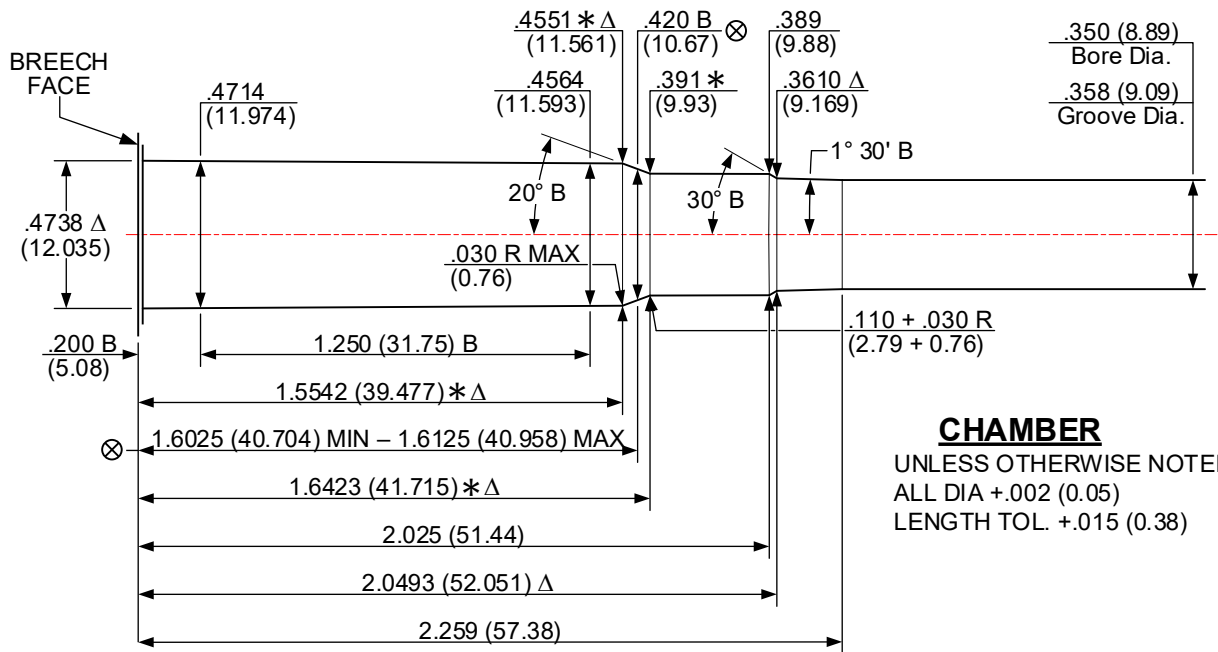 .4551 * Δ
(11.561)
.420 B ⊗
(10.67)
.389
(9.88)
.350 (8.89)
Bore Dia.
BREECH
FACE
.4714
(11.974)
.4564
(11.593)
.391 *
(9.93)
.3610 Δ
(9.169)
.358 (9.09)
Groove Dia.
1° 30' B
20° B
30° B
.4738 Δ
(12.035)
.030 R MAX
(0.76)
.200 B
(5.08)
1.250 (31.75) B
.110 + .030 R
(2.79 + 0.76)
1.5542 (39.477) * Δ
⊗ 1.6025 (40.704) MIN – 1.6125 (40.958) MAX
1.6423 (41.715) * Δ
2.025 (51.44)
2.0493 (52.051) Δ
2.259 (57.38)
CHAMBER
UNLESS OTHERWISE NOTE
ALL DIA +.002 (0.05)
LENGTH TOL. +.015 (0.38)